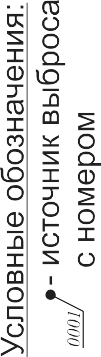 Условные обозначения:
0001 - источник выброса
с номером